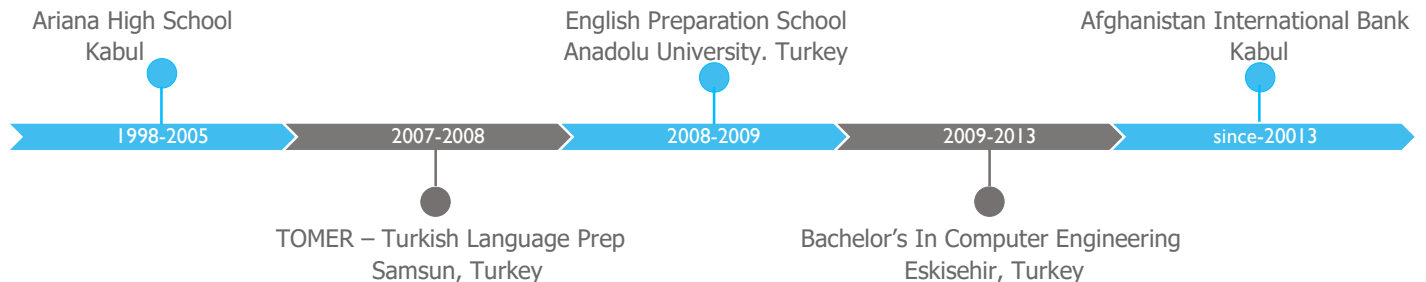 Ariana High School
Kabul
English Preparation School
Anadolu University. Turkey
Afghanistan International Bank
Kabul
1998-2005
2007-2008
2008-2009
2009-2013
since-20013
TOMER – Turkish Language Prep
Samsun, Turkey
Bachelor’s In Computer Engineering
Eskisehir, Turkey